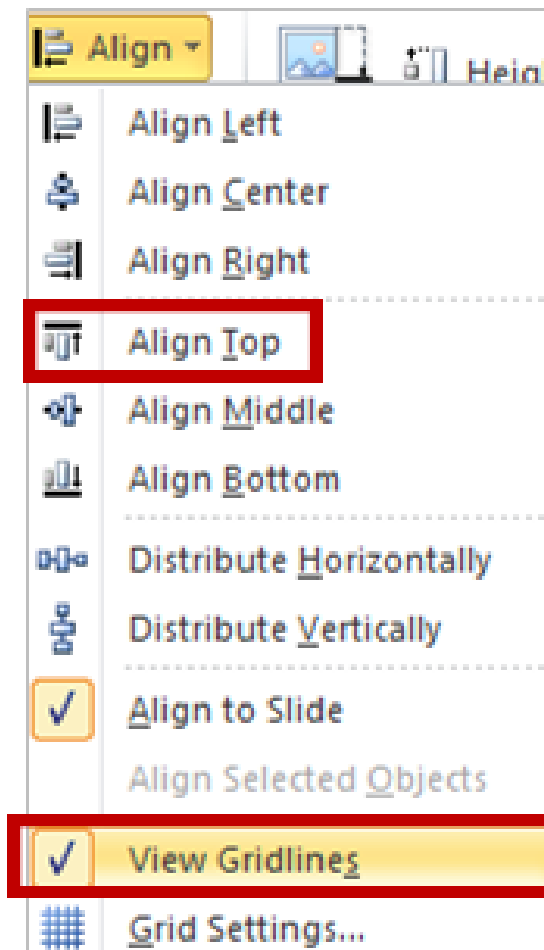 Align
Align Left
Align Center
Align Right
Align Top
Align Middle
Align Bottom
Distribute Horizontally
Distribute Vertically
Align to Slide
Align Selected Objects
View Gridlines
Grid Settings...